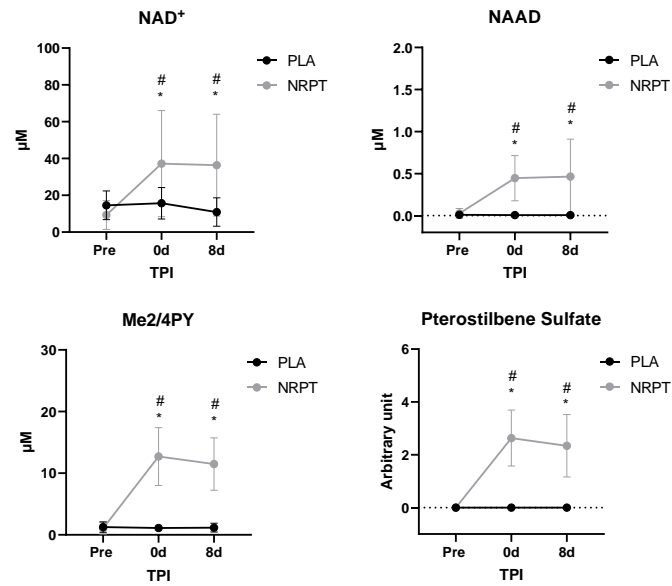 NAD⁺
PLA
NRPT
100
80
60
40
20
0
µM
# #
* *
Pre 0d 8d
TPI
NAAD
PLA
NRPT
2.0
1.5
1.0
0.5
0.0
µM
# #
* *
Pre 0d 8d
TPI
Me2/4PY
PLA
NRPT
30
20
10
0
µM
# #
* *
Pre 0d 8d
TPI
Pterostilbene Sulfate
PLA
NRPT
6
4
2
0
Arbitrary unit
# #
* *
Pre 0d 8d
TPI